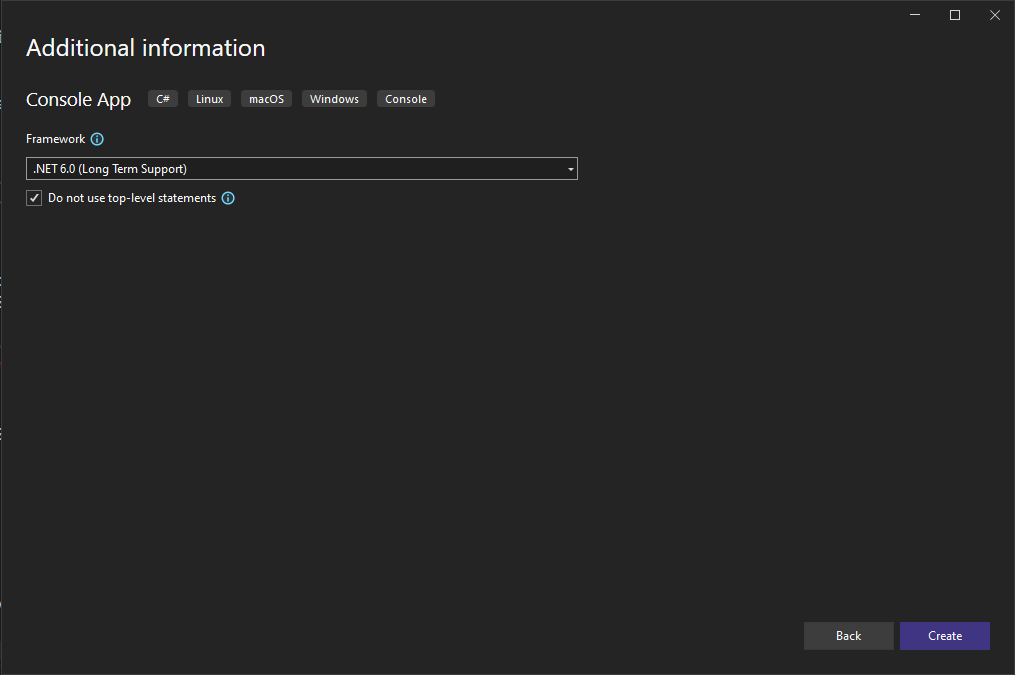 Additional information
Console App C# Linux macOS Windows Console
Framework
.NET 6.0 (Long Term Support)
Do not use top-level statements
Back Create